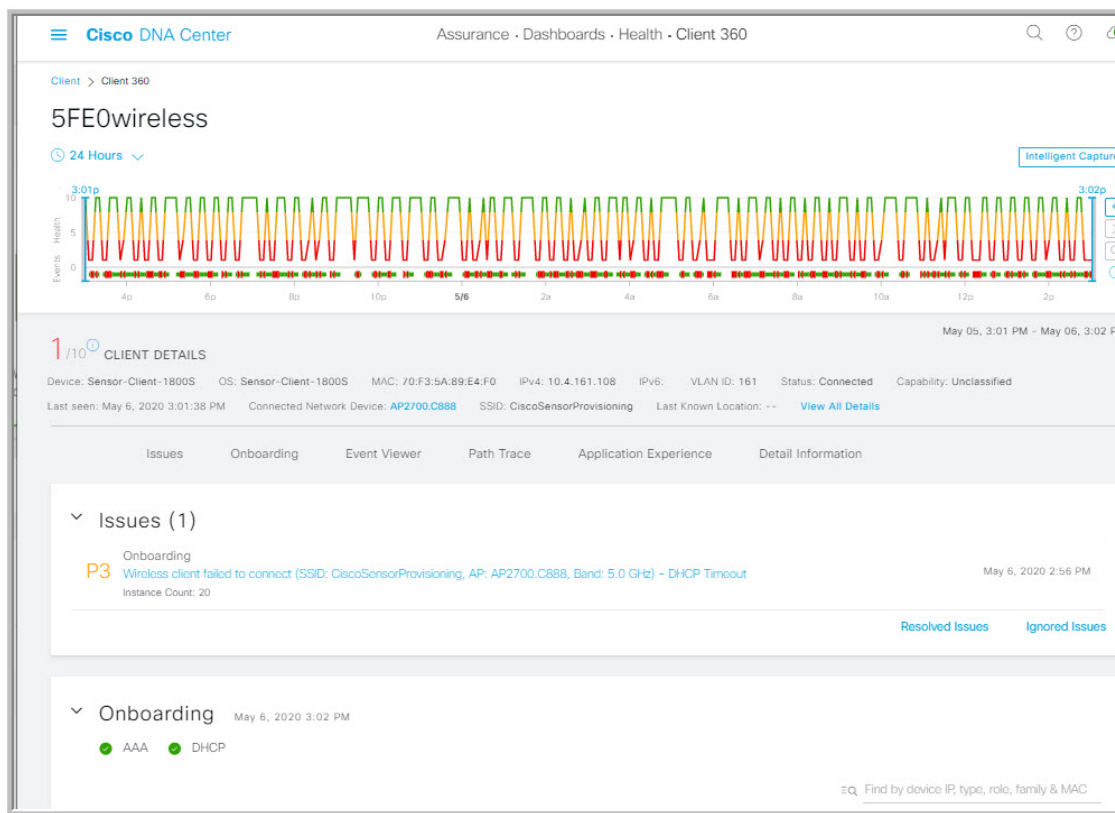 Cisco DNA Center
Assurance · Dashboards · Health · Client 360
Client > Client 360
5FE0wireless
24 Hours
Intelligent Capture
3:01p
3:02p
10
5
0
Health
Events
4p 6p 8p 10p 5/6 2a 4a 6a 8a 10a 12p 2p
May 05, 3:01 PM - May 06, 3:02 P
1/10 CLIENT DETAILS
Device: Sensor-Client-1800S OS: Sensor-Client-1800S MAC: 70:F3:5A:89:E4:F0 IPv4: 10.4.161.108 IPv6: VLAN ID: 161 Status: Connected Capability: Unclassified
Last seen: May 6, 2020 3:01:38 PM Connected Network Device: AP2700.C888 SSID: CiscoSensorProvisioning Last Known Location: -- View All Details
Issues Onboarding Event Viewer Path Trace Application Experience Detail Information
Issues (1)
Onboarding
P3 Wireless client failed to connect (SSID: CiscoSensorProvisioning, AP: AP2700.C888, Band: 5.0 GHz) - DHCP Timeout
May 6, 2020 2:56 PM
Instance Count: 20
Resolved Issues Ignored Issues
Onboarding May 6, 2020 3:02 PM
AAA DHCP
Find by device IP, type, role, family & MAC